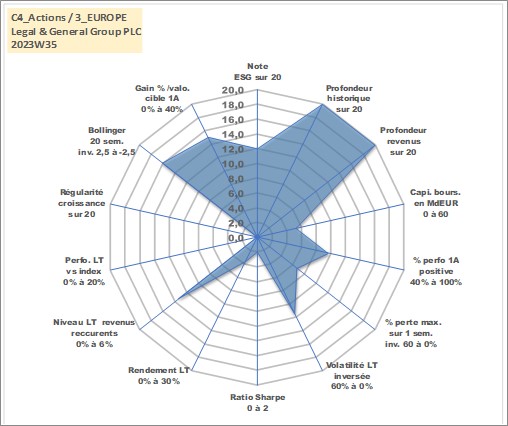 C4_Actions / 3_EUROPE
Legal & General Group PLC
2023W35
Note
ESG sur 20
Profondeur
historique
sur 20
Profondeur
revenus
sur 20
Capi. bours.
en MdEUR
0 à 60
% perfo 1A
positive
40% à 100%
% perte max.
sur 1 sem.
inv. 60 à 0%
Volatilité LT
inversée
60% à 0%
Ratio Sharpe
0 à 2
Rendement LT
0% à 30%
Niveau LT revenus
reccurents
0% à 6%
Perfo. LT
vs index
0% à 20%
Régularité
croissance
sur 20
Bollinger
20 sem.
inv. 2,5 à -2,5
Gain % /valo.
cible 1A
0% à 40%
20,0
18,0
16,0
14,0
12,0
10,0
8,0
6,0
4,0
2,0
0,0